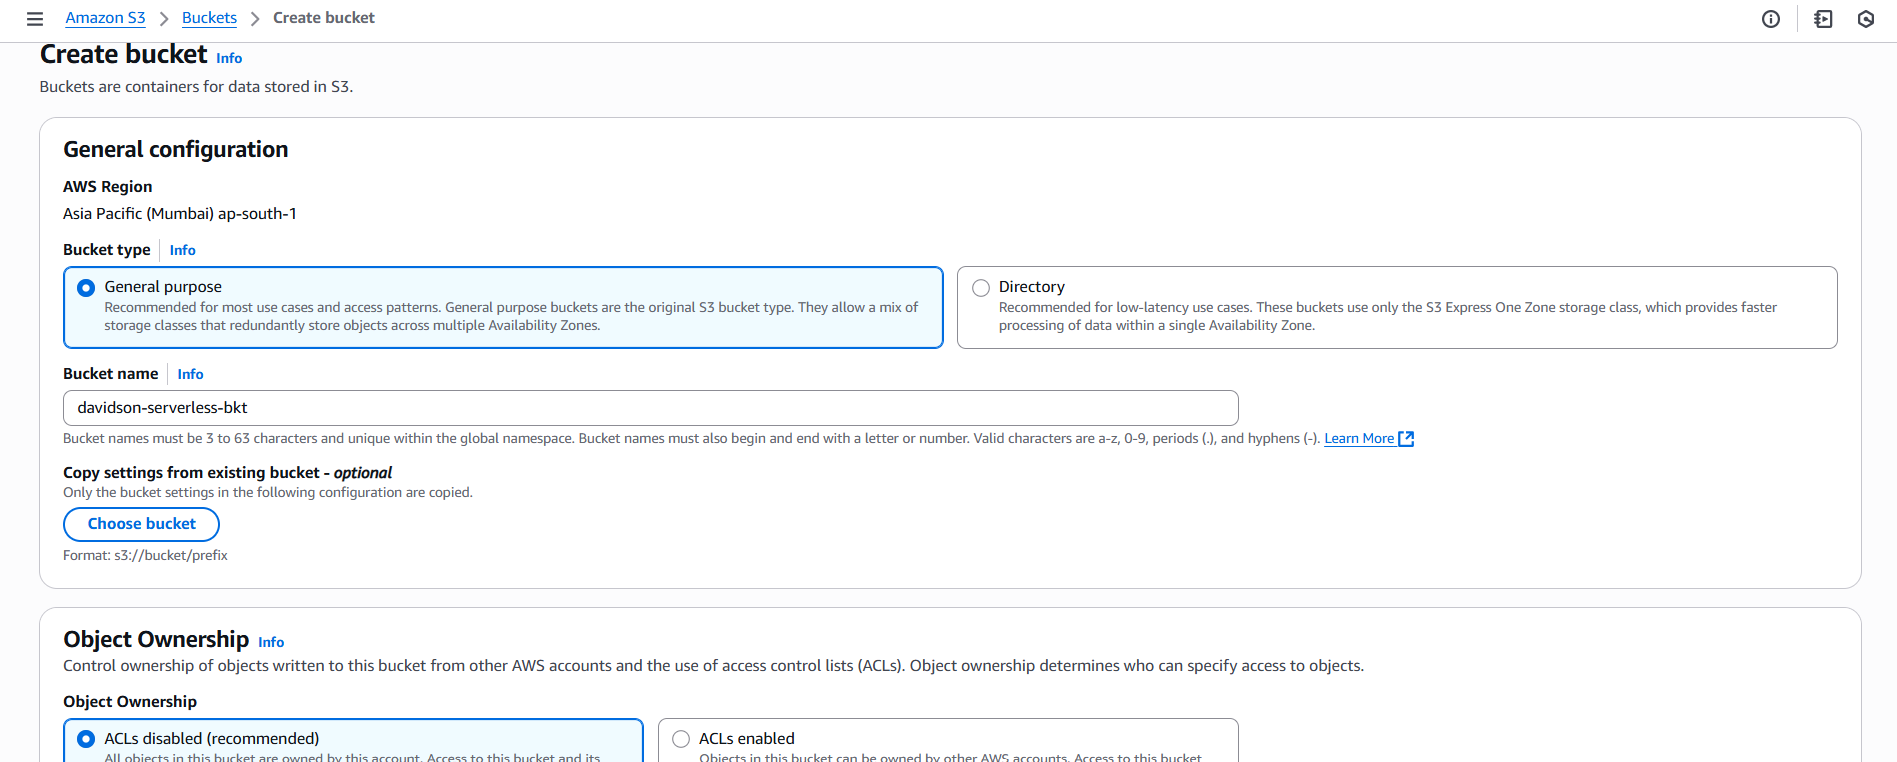 Amazon S3 > Buckets > Create bucket
Create bucket Info
Buckets are containers for data stored in S3.
General configuration
AWS Region
Asia Pacific (Mumbai) ap-south-1
Bucket type Info
General purpose
Recommended for most use cases and access patterns. General purpose buckets are the original S3 bucket type. They allow a mix of
storage classes that redundantly store objects across multiple Availability Zones.
Directory
Recommended for low-latency use cases. These buckets use only the S3 Express One Zone storage class, which provides faster
processing of data within a single Availability Zone.
Bucket name Info
davidson-serverless-bkt
Bucket names must be 3 to 63 characters and unique within the global namespace. Bucket names must also begin and end with a letter or number. Valid characters are a-z, 0-9, periods (.), and hyphens (-). Learn More
Copy settings from existing bucket - optional
Only the bucket settings in the following configuration are copied.
Choose bucket
Format: s3://bucket/prefix
Object Ownership Info
Control ownership of objects written to this bucket from other AWS accounts and the use of access control lists (ACLs). Object ownership determines who can specify access to objects.
Object Ownership
ACLs disabled (recommended)
All objects in this bucket are owned by this account. Access to this bucket and its
ACLs enabled
Objects in this bucket can be owned by other AWS accounts. Access to this bucket